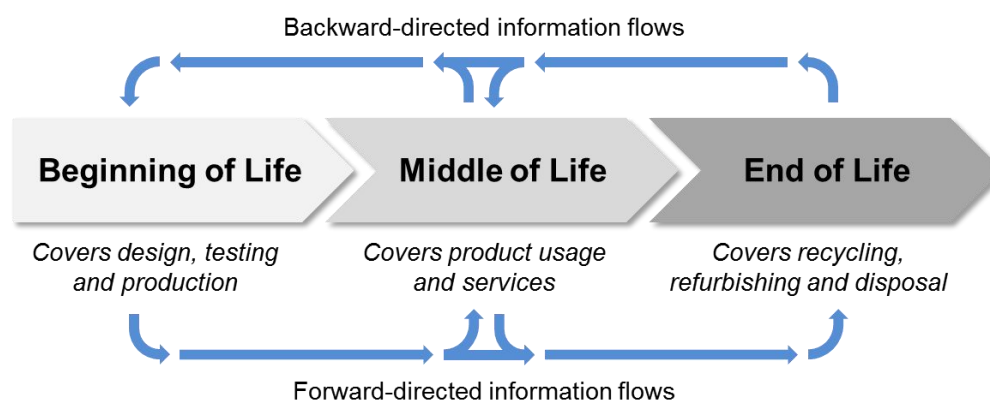 Backward-directed information flows
Beginning of Life
Middle of Life
End of Life
Covers design, testing
and production
Covers product usage
and services
Covers recycling,
refurbishing and disposal
Forward-directed information flows